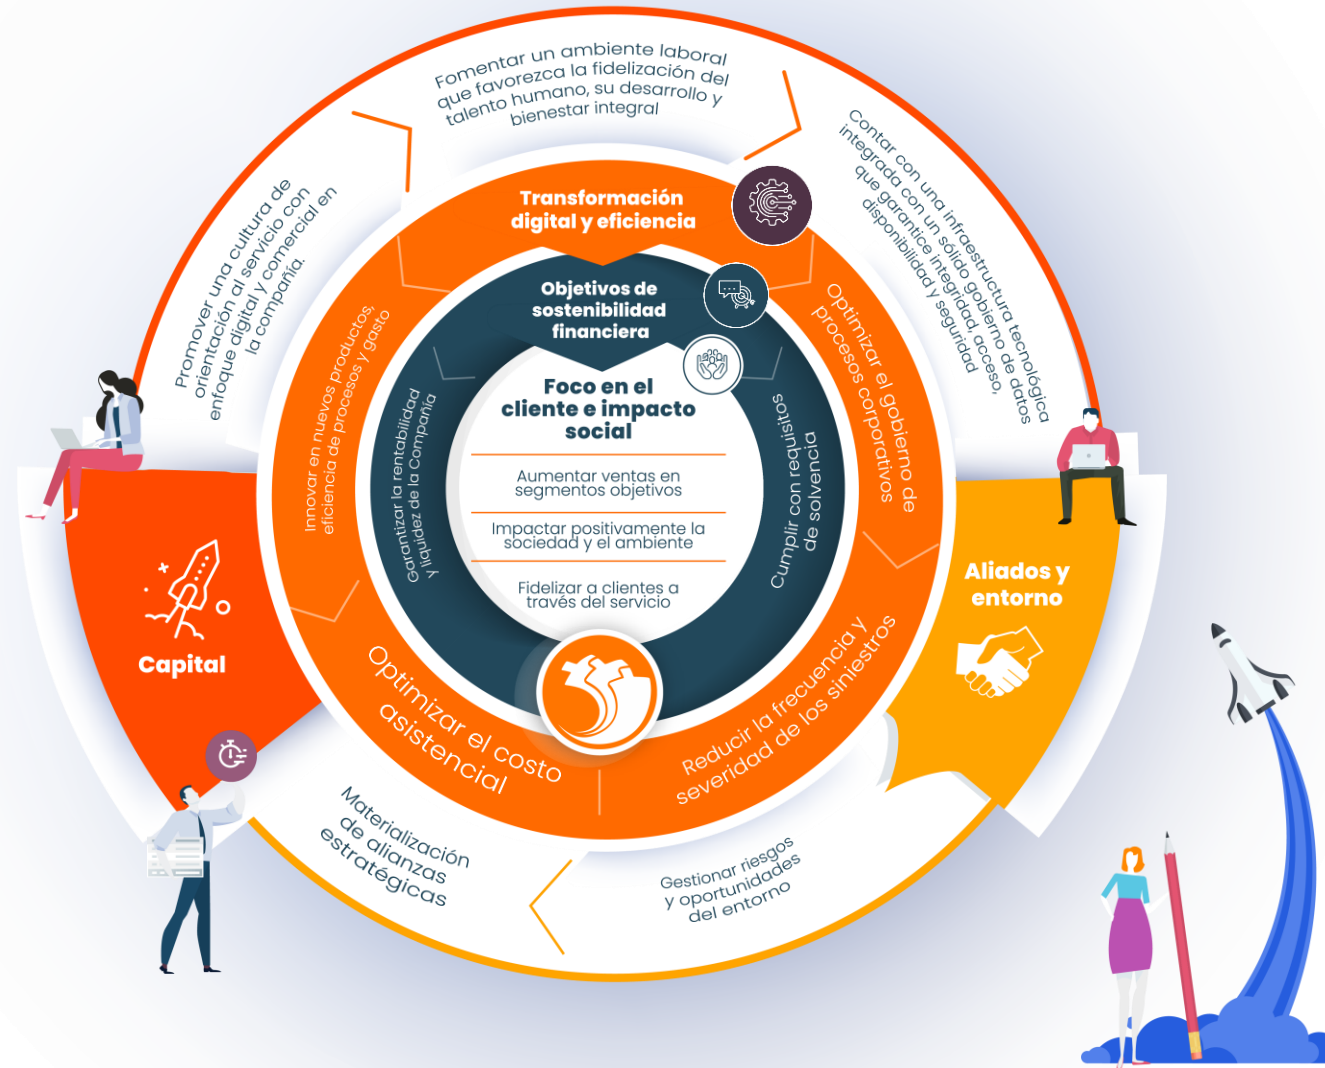 Fomentar un ambiente laboral
que favorezca la fidelización del
talento humano, su desarrollo y
bienestar integral
Contar con una infraestructura tecnológica
integrada con un sólido gobierno de datos
que garantice integridad, acceso,
disponibilidad y seguridad
Promover una cultura de
orientación al servicio con
enfoque digital y comercial en
la compañía.
Transformación
digital y eficiencia
Innovar en nuevos productos,
eficiencia de procesos y gasto
Optimizar el gobierno de
procesos corporativos
Objetivos de
sostenibilidad
financiera
Garantizar la rentabilidad
y liquidez de la Compañía
Cumplir con requisitos
de solvencia
Foco en el
cliente e impacto
social
Aumentar ventas en
segmentos objetivos
Impactar positivamente la
sociedad y el ambiente
Fidelizar a clientes a
través del servicio
Capital
Aliados y
entorno
Optimizar el costo
asistencial
Reducir la frecuencia y
severidad de los siniestros
Materialización
de alianzas
estratégicas
Gestionar riesgos
y oportunidades
del entorno